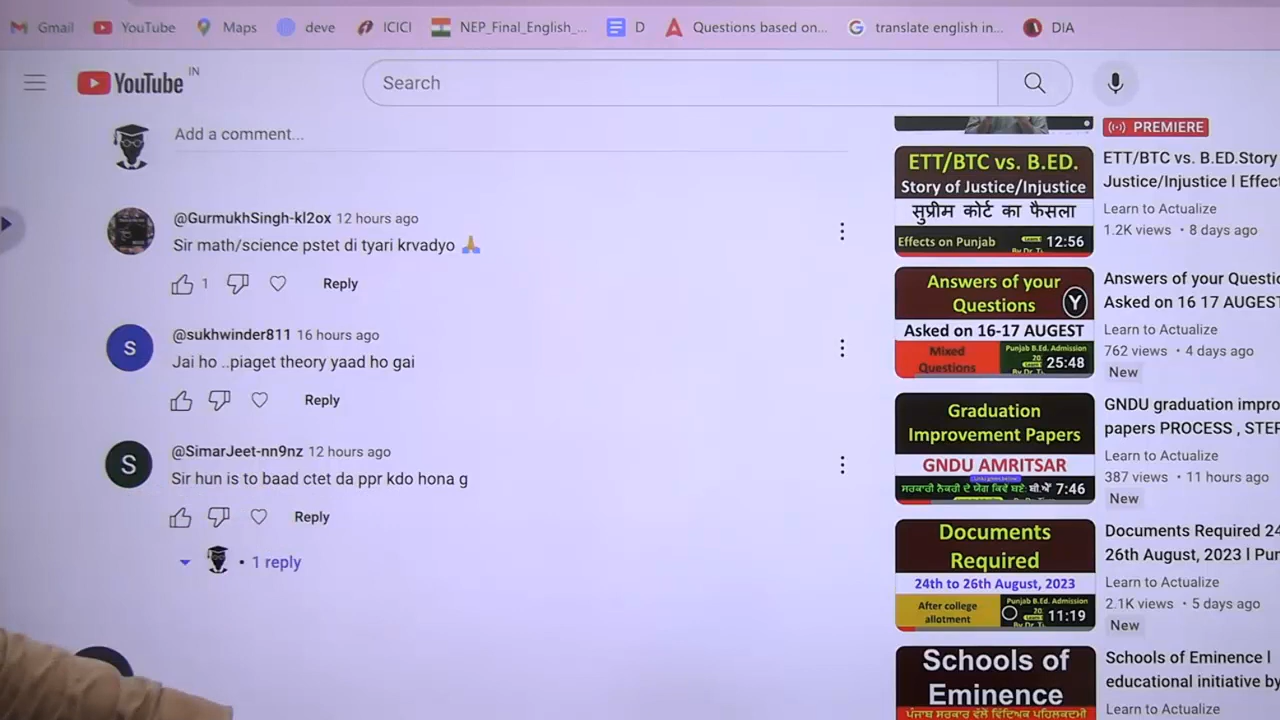 Gmail
YouTube
Maps
deve
ICICI
NEP_Final_English_...
D
Questions based on...
translate english in...
DIA
YouTube IN
Search
Add a comment...
@GurmukhSingh-kl2ox 12 hours ago
Sir math/science pstet di tyari krvadyo 🙏
1
Reply
@sukhwinder811 16 hours ago
Jai ho ..piaget theory yaad ho gai
Reply
S
@SimarJeet-nn9nz 12 hours ago
Sir hun is to baad ctet da ppr kdo hona g
Reply
S
• 1 reply
PREMIERE
ETT/BTC vs. B.ED.
Story of Justice/Injustice
सुप्रीम कोर्ट का फैसला
Effects on Punjab
12:56
ETT/BTC vs. B.ED.Story
Justice/Injustice l Effec
Learn to Actualize
1.2K views • 8 days ago
Answers of your
Questions
Y
Asked on 16-17 AUGEST
Mixed
Questions
Punjab B.Ed. Admission
25:48
Answers of your Questi
Asked on 16 17 AUGEST
Learn to Actualize
762 views • 4 days ago
New
Graduation
Improvement Papers
GNDU AMRITSAR
7:46
GNDU graduation impro
papers PROCESS , STEF
Learn to Actualize
387 views • 11 hours ago
New
Documents
Required
24th to 26th August, 2023
After college
allotment
Punjab B.Ed. Admission
11:19
Documents Required 24
26th August, 2023 l Pun
Learn to Actualize
2.1K views • 5 days ago
New
Schools of
Eminence
Schools of Eminence l
educational initiative by
Learn to Actualize